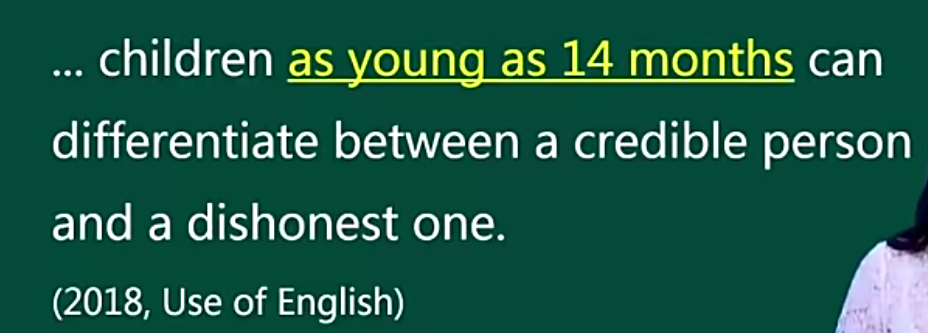 ... children as young as 14 months can
differentiate between a credible person
and a dishonest one.
(2018, Use of English)